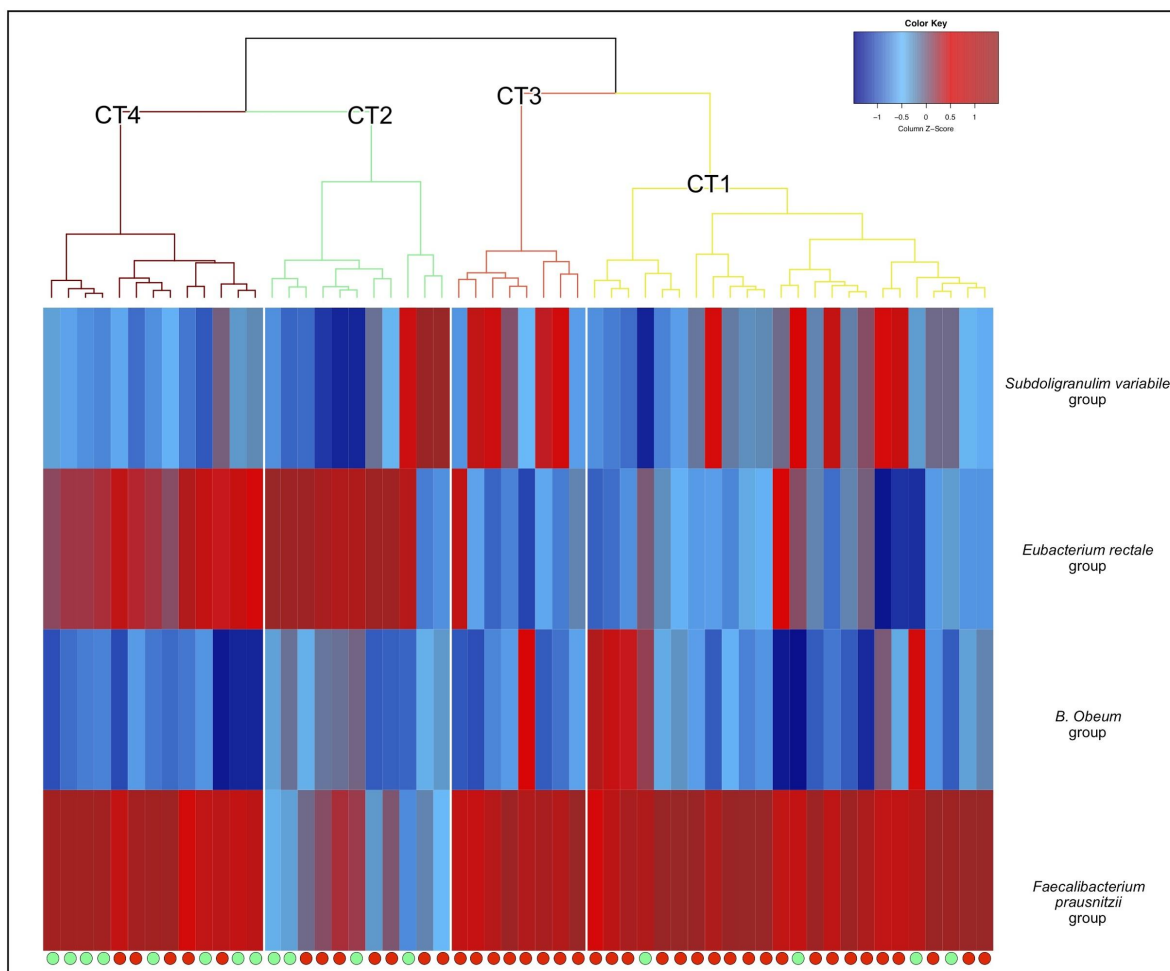 Color Key
−1 −0.5 0 0.5 1
Column Z−Score
CT4
CT2
CT3
CT1
Subdoligranulim variabile
group
Eubacterium rectale
group
B. Obeum
group
Faecalibacterium
prausnitzii
group